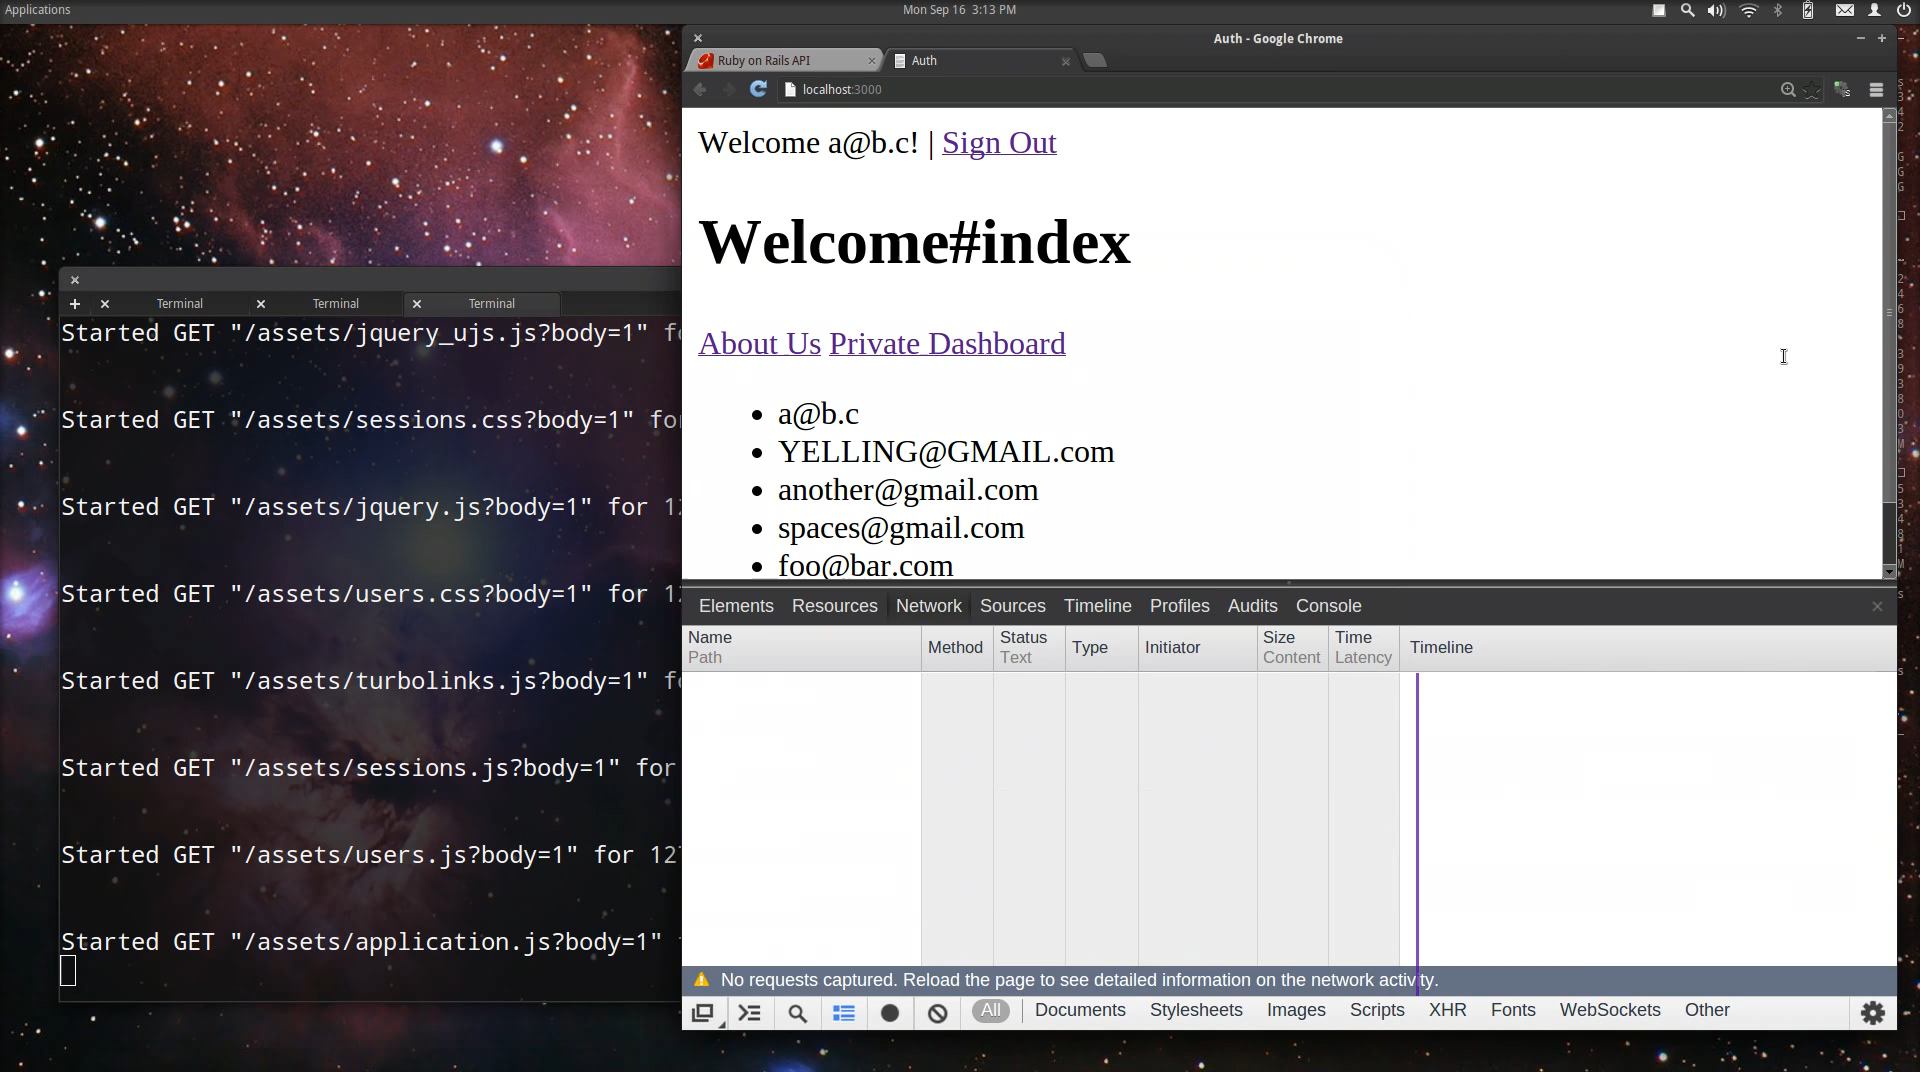 Applications
Mon Sep 16 3:13 PM
Auth - Google Chrome
Ruby on Rails API
Auth
localhost:3000
Welcome a@b.c! | Sign Out
Welcome#index
About Us Private Dashboard
• a@b.c
• YELLING@GMAIL.com
• another@gmail.com
• spaces@gmail.com
• foo@bar.com
Terminal
Terminal
Terminal
Started GET "/assets/jquery_ujs.js?body=1" fo
Started GET "/assets/sessions.css?body=1" for
Started GET "/assets/jquery.js?body=1" for 12
Started GET "/assets/users.css?body=1" for 12
Started GET "/assets/turbolinks.js?body=1" fo
Started GET "/assets/sessions.js?body=1" for
Started GET "/assets/users.js?body=1" for 127
Started GET "/assets/application.js?body=1"
Elements Resources Network Sources Timeline Profiles Audits Console
Name Path
Method
Status Text
Type
Initiator
Size Content
Time Latency
Timeline
No requests captured. Reload the page to see detailed information on the network activity.
All Documents Stylesheets Images Scripts XHR Fonts WebSockets Other